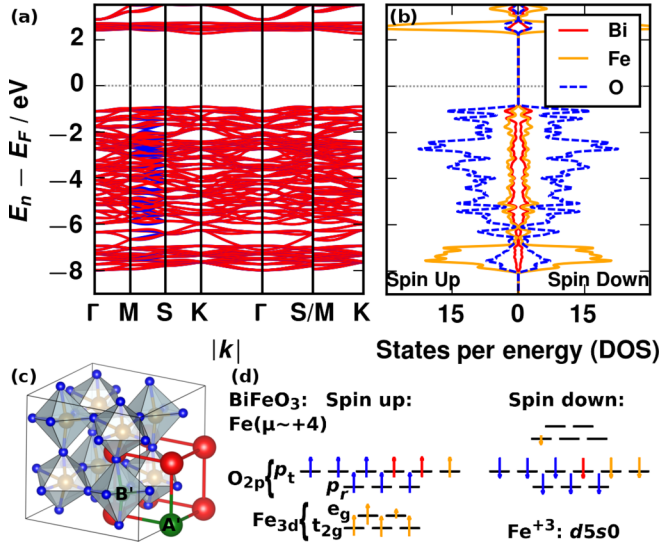 (a)
(b)
2
0
−2
−4
−6
−8
E_n − E_F / eV
Bi
Fe
O
Spin Up
Spin Down
Γ M S K Γ S/M K
15 0 15
|k|
States per energy (DOS)
(c)
B'
A'
(d)
BiFeO₃: Spin up: Spin down:
Fe(μ~+4)
O₂p { p_t
p_r
Fe₃d { e_g
t₂g
Fe⁺³: d5s0